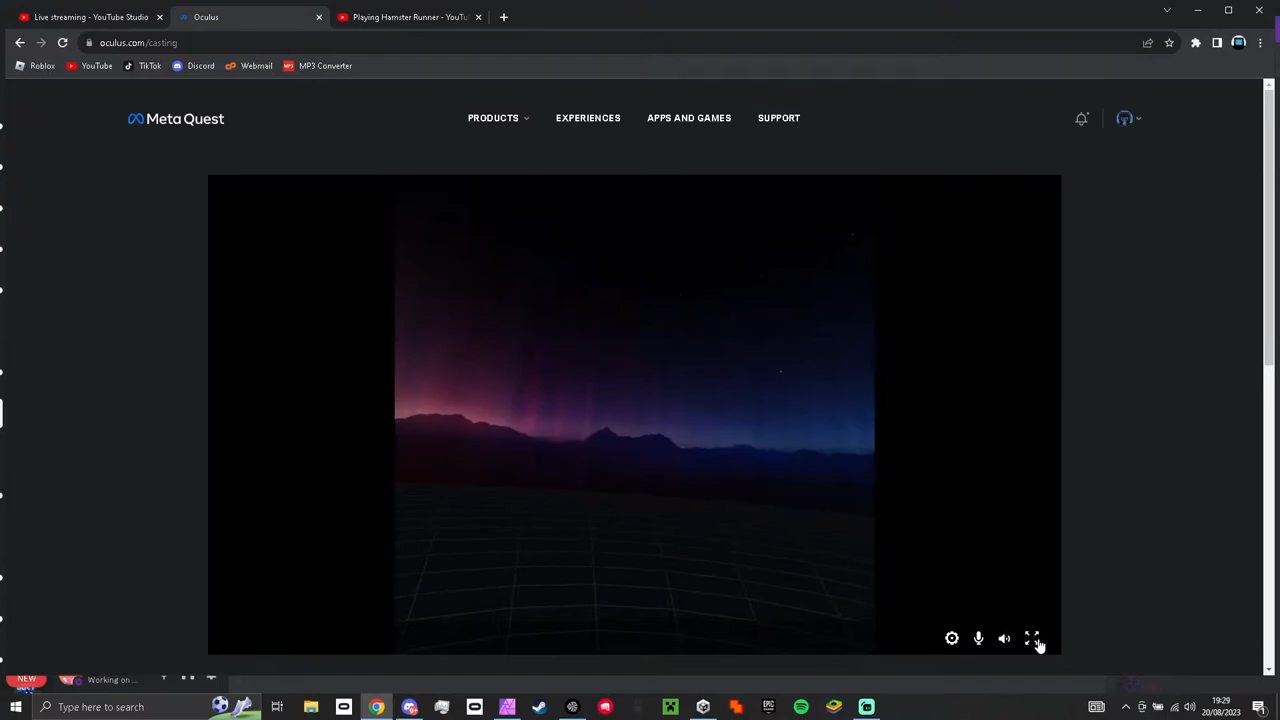 Live streaming - YouTube Studio
Oculus
Playing Hamster Runner - YouTu
oculus.com/casting
Roblox
YouTube
TikTok
Discord
Webmail
MP3 Converter
Meta Quest
PRODUCTS
EXPERIENCES
APPS AND GAMES
SUPPORT
NEW
Working on ...
Type here to search
19:29
20/08/2023